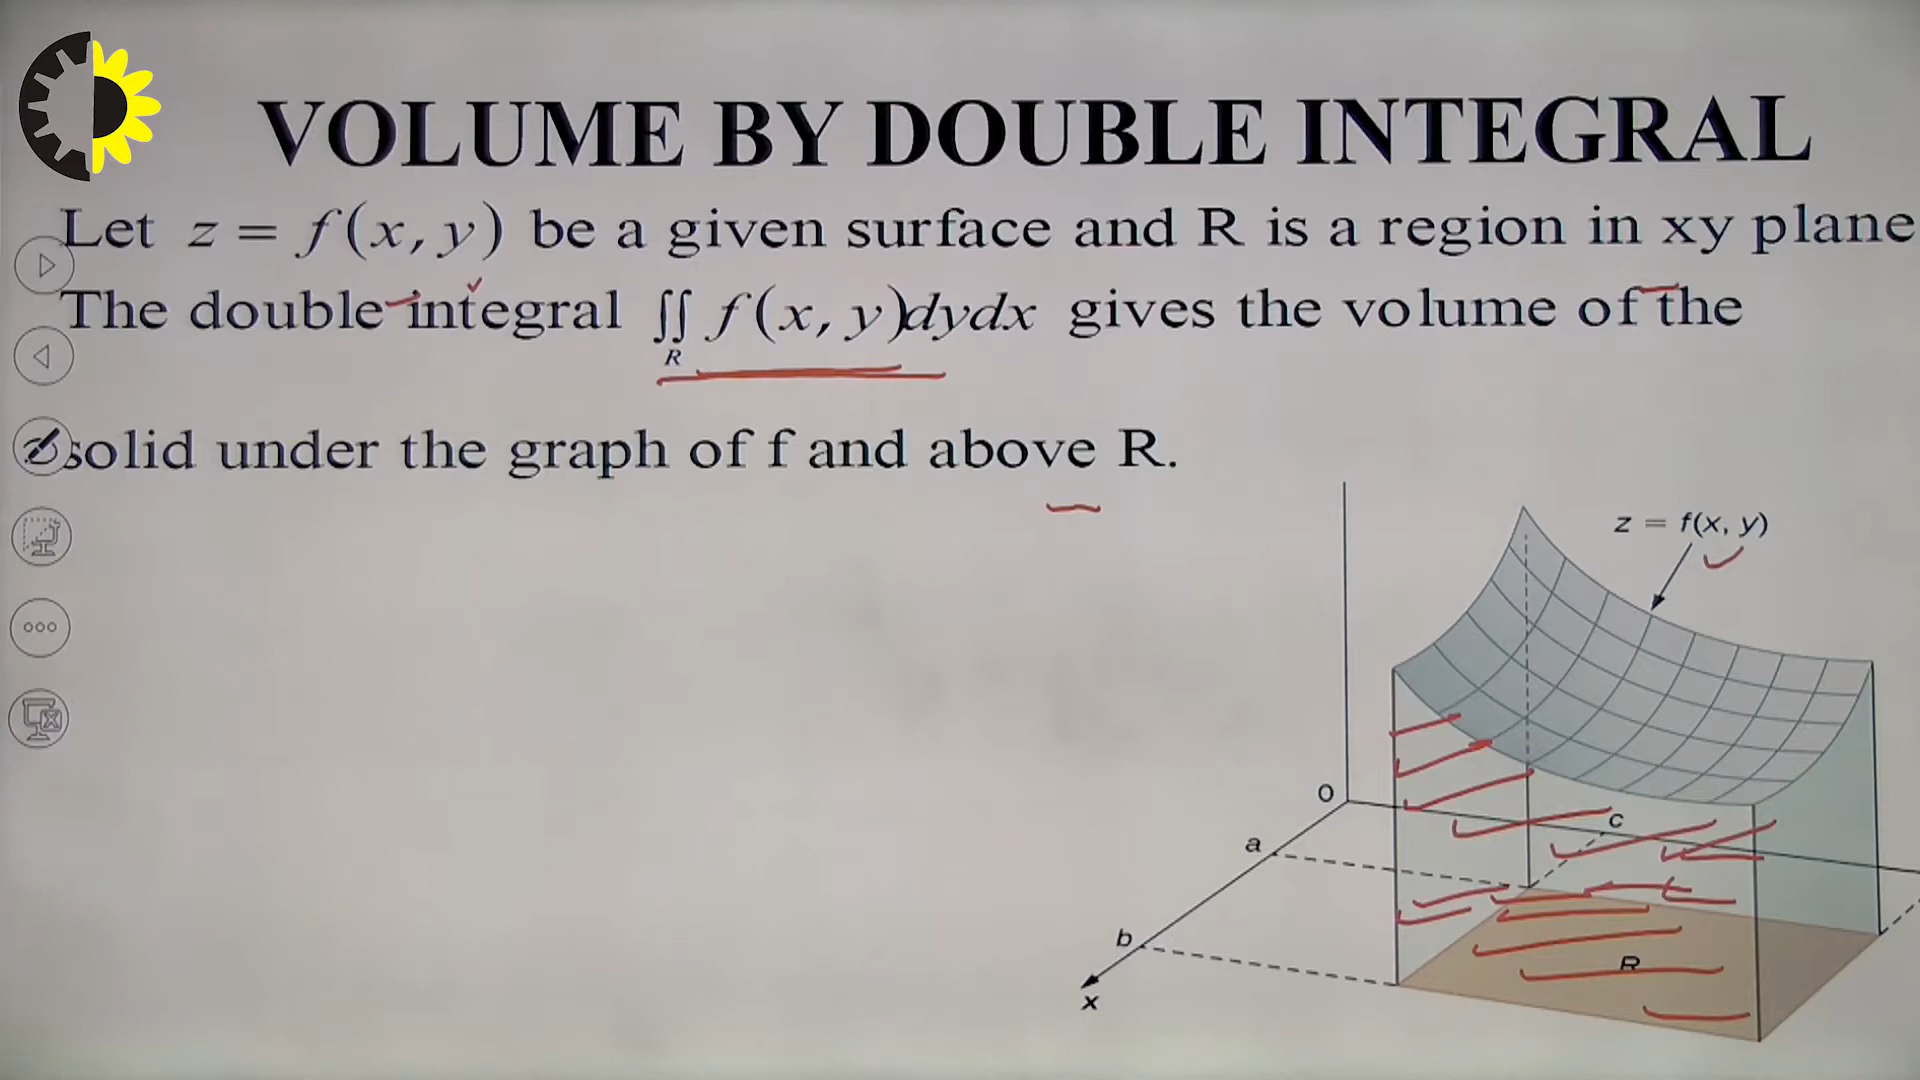 VOLUME BY DOUBLE INTEGRAL
Let z = f(x, y) be a given surface and R is a region in xy plane
The double integral ∬ f(x, y)dydx gives the volume of the
R
solid under the graph of f and above R.
z = f(x, y)
0
c
a
b
R
x